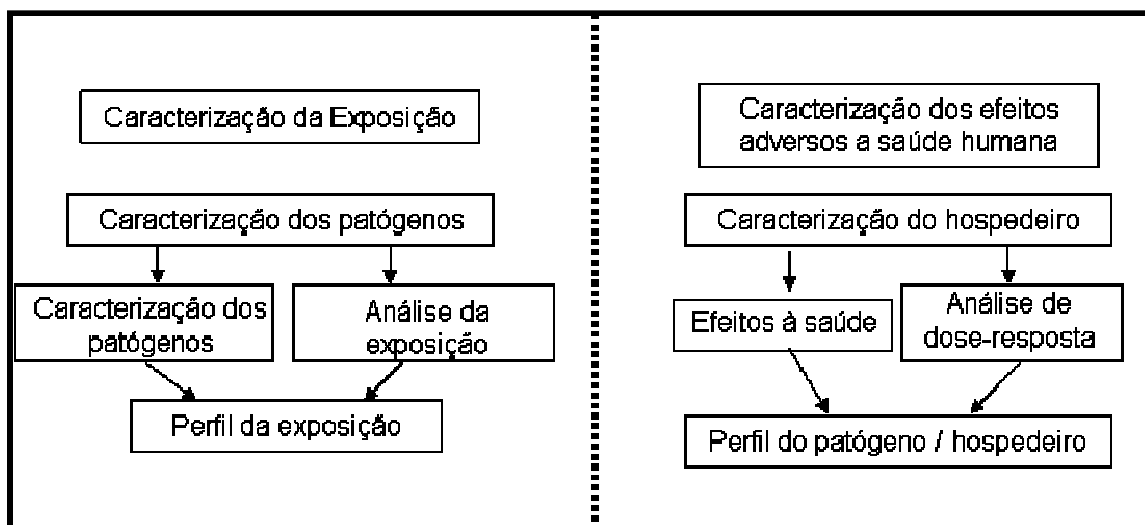 Caracterização da Exposição
Caracterização dos patógenos
Caracterização dos
patógenos
Análise da
exposição
Perfil da exposição
Caracterização dos efeitos
adversos a saúde humana
Caracterização do hospedeiro
Efeitos à saúde
Análise de
dose-resposta
Perfil do patógeno / hospedeiro